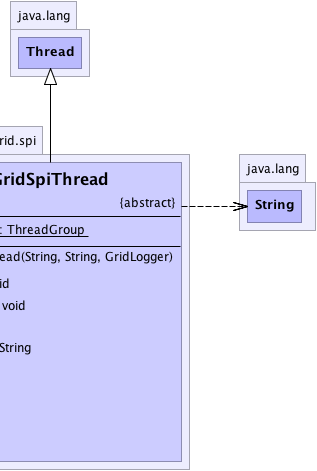 java.lang
Thread
rid.spi
GridSpiThread
{abstract}
: ThreadGroup
ead(String, String, GridLogger)
id
void
String
java.lang
String